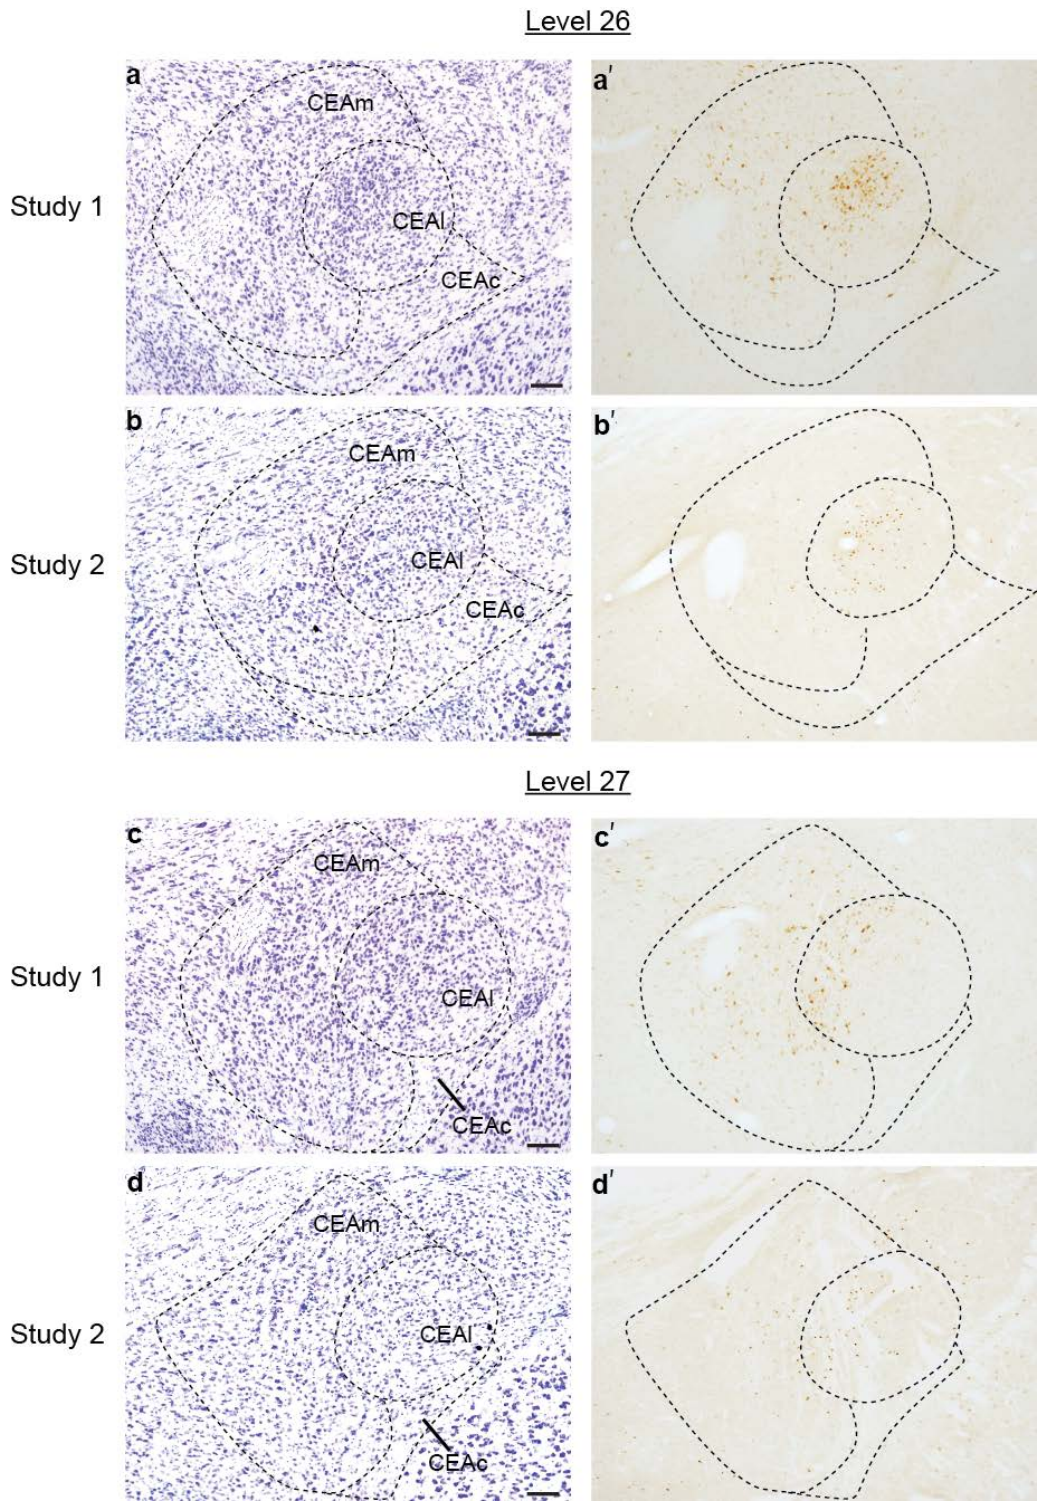 Level 26
Study 1
a
CEAm
CEAl
CEAc
a'
Study 2
b
CEAm
CEAl
CEAc
b'
Level 27
Study 1
c
CEAm
CEAl
CEAc
c'
Study 2
d
CEAm
CEAl
CEAc
d'